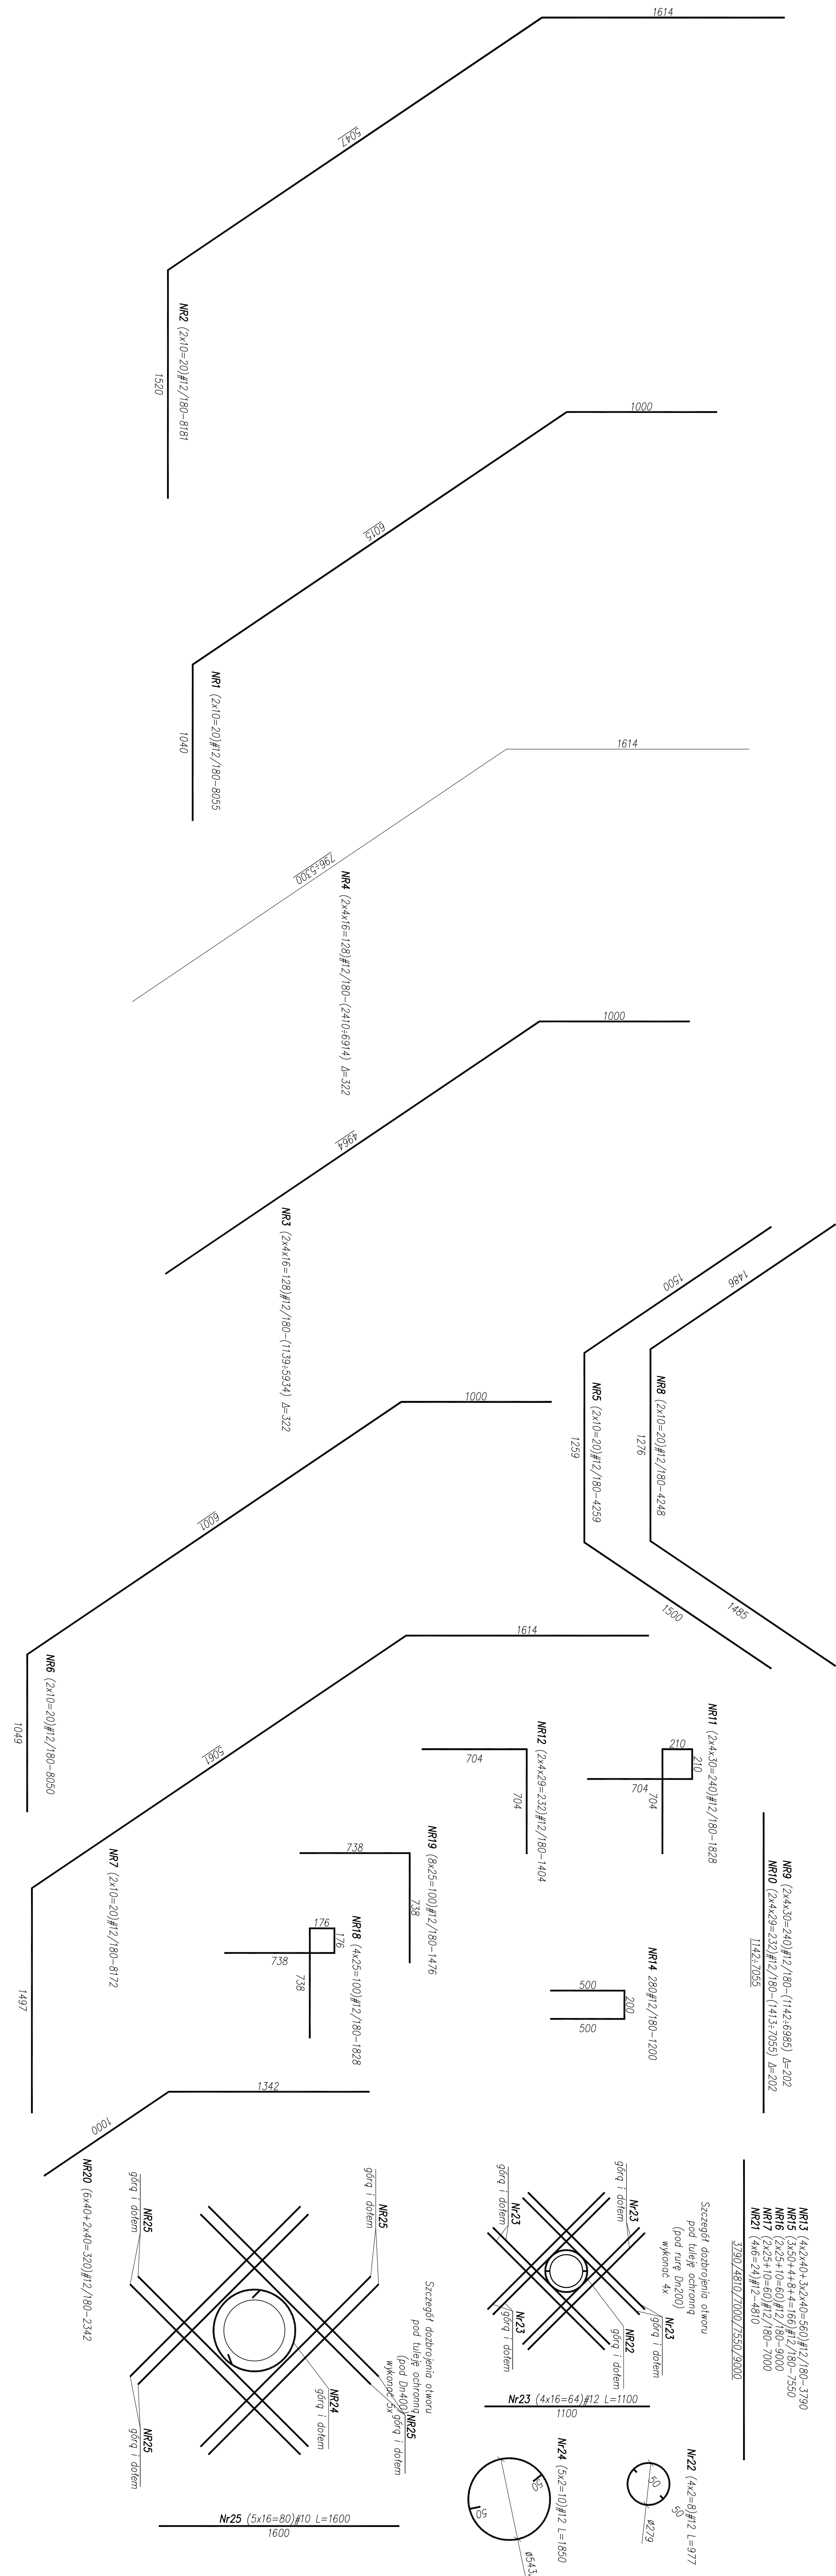 1614
5047
NR2 (2x10=20)#12/180-8181
1520
1000
6015
NR1 (2x10=20)#12/180-8055
1040
1614
796÷5300
NR4 (2x4x16=128)#12/180-(2410÷6914) Δ=322
1000
4964
NR3 (2x4x16=128)#12/180-(1139÷5934) Δ=322
1500
1486
NR5 (2x10=20)#12/180-4259
1259
NR8 (2x10=20)#12/180-4248
1276
1500
1485
1000
6001
NR6 (2x10=20)#12/180-8050
1049
1614
5061
NR7 (2x10=20)#12/180-8172
1497
NR11 (2x4x30=240)#12/180-1828
210
210
704
704
NR12 (2x4x29=232)#12/180-1404
704
704
NR9 (2x4x30=240)#12/180-(1142÷6985) Δ=202
NR10 (2x4x29=232)#12/180-(1413÷7055) Δ=202
1142÷7055
NR19 (8x25=100)#12/180-1476
738
738
NR18 (4x25=100)#12/180-1828
176
176
738
738
NR14 280#12/180-1200
500
200
500
1342
1000
NR20 (6x40+2x40=320)#12/180-2342
NR13 (4x2x40+3x2x40=560)#12/180-3790
NR15 (3x50+4+8+4=166)#12/180-7550
NR16 (2x25+10=60)#12/180-9000
NR17 (2x25+10=60)#12/180-7000
NR21 (4x6=24)#12-4810
3790/4810/7000/7550/9000
Szczegół dozbrojenia otworu
pod tuleję ochronną
(pod rurę Dn200)
wykonać 4x
Nr23
górą i dołem
Nr23
górą i dołem
Nr23
górą i dołem
NR22
górą i dołem
Nr23
górą i dołem
Nr23 (4x16=64)#12 L=1100
1100
Szczegół dozbrojenia otworu
pod tuleję ochronną
(pod Dn400)
wykonać 5x
NR25
górą i dołem
NR25
górą i dołem
NR25
górą i dołem
NR24
górą i dołem
NR25
górą i dołem
Nr25 (5x16=80)#10 L=1600
1600
Nr22 (4x2=8)#12 L=977
50
50
ø279
Nr24 (5x2=10)#12 L=1850
50
50
ø543